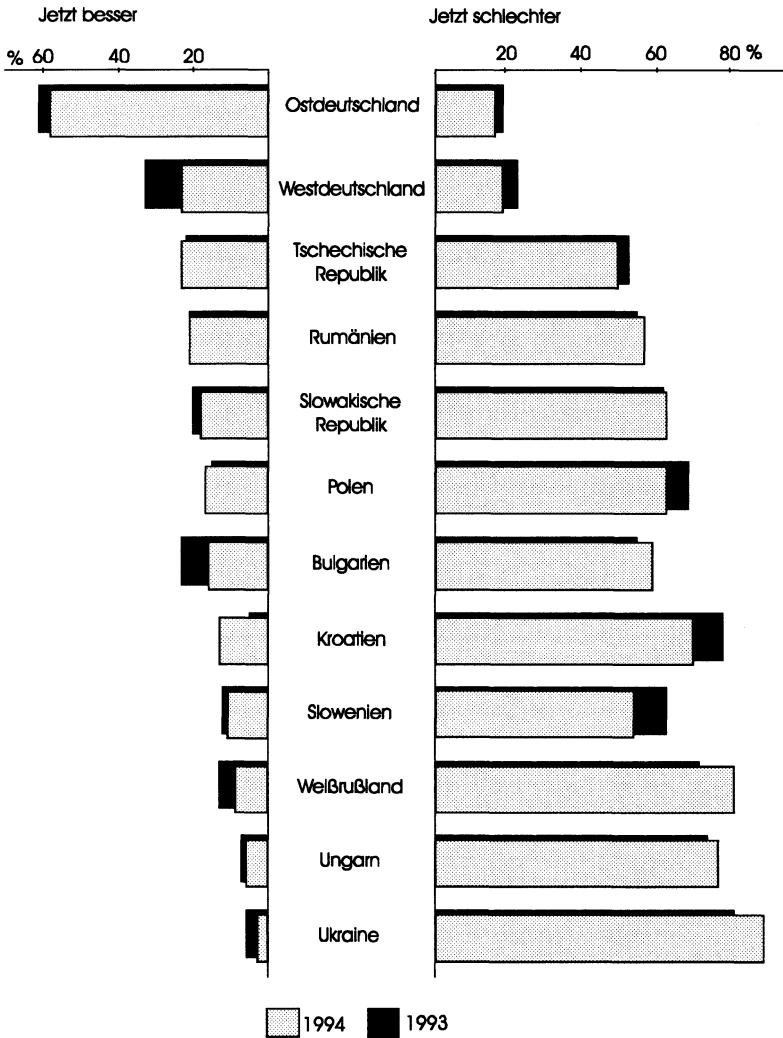 Jetzt besser
Jetzt schlechter
% 60 40 20
20 40 60 80 %
Ostdeutschland
Westdeutschland
Tschechische
Republik
Rumänien
Slowakische
Republik
Polen
Bulgarien
Kroatien
Slowenien
Weißrußland
Ungarn
Ukraine
1994
1993